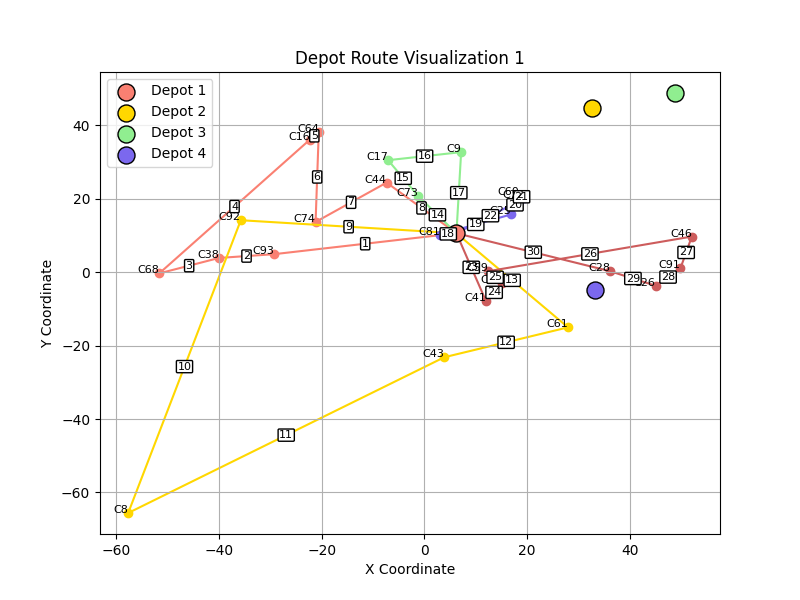 Depot Route Visualization 1
Depot 1
Depot 2
Depot 3
Depot 4
Y Coordinate
X Coordinate
40
20
0
−20
−40
−60
−60
−40
−20
0
20
40
C64
C16
5
C17
16
C9
6
15
C44
C73
17
7
8
14
4
C92
C74
9
C81
18
19
22
21
1
C93
2
C38
3
C68
30
26
C46
27
C91
28
29
C28
25
13
24
C41
C61
12
C43
10
11
C8